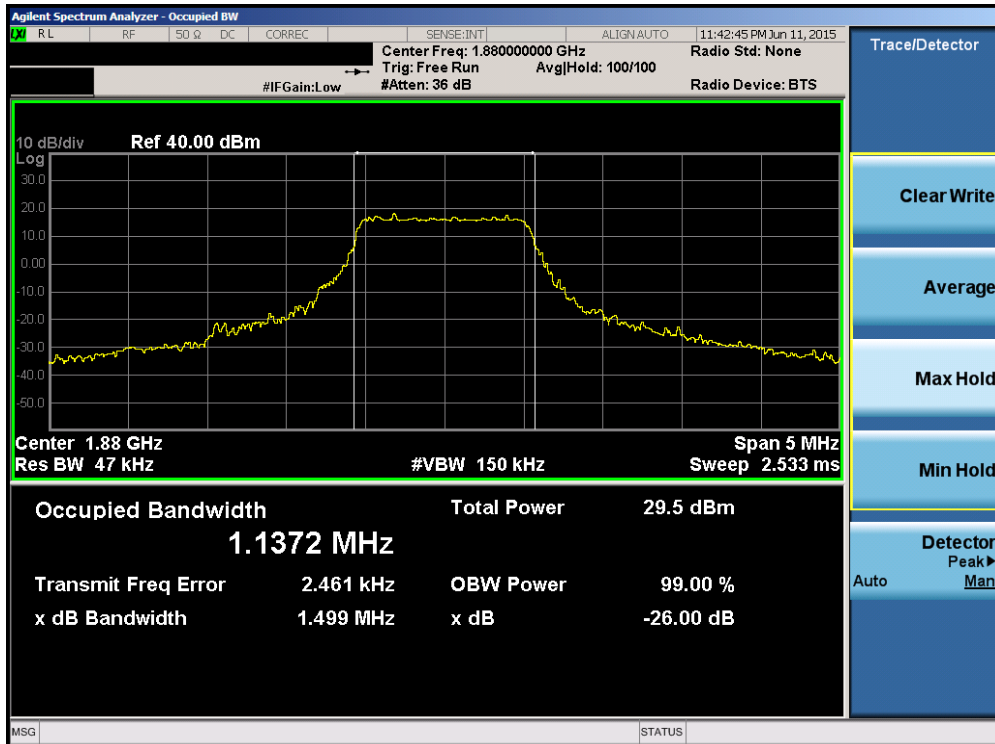 Agilent Spectrum Analyzer - Occupied BW
LXI RL RF 50 Ω DC CORREC SENSE:INT ALIGN AUTO 11:42:45 PM Jun 11, 2015
Center Freq: 1.880000000 GHz Radio Std: None
Trig: Free Run Avg|Hold: 100/100
#IFGain:Low #Atten: 36 dB Radio Device: BTS
10 dB/div Ref 40.00 dBm
Log
30.0
20.0
10.0
0.00
-10.0
-20.0
-30.0
-40.0
-50.0
Center 1.88 GHz Span 5 MHz
Res BW 47 kHz #VBW 150 kHz Sweep 2.533 ms
Occupied Bandwidth Total Power 29.5 dBm
1.1372 MHz
Transmit Freq Error 2.461 kHz OBW Power 99.00 %
x dB Bandwidth 1.499 MHz x dB -26.00 dB
MSG STATUS
Trace/Detector
Clear Write
Average
Max Hold
Min Hold
Detector
Peak▶
Auto Man